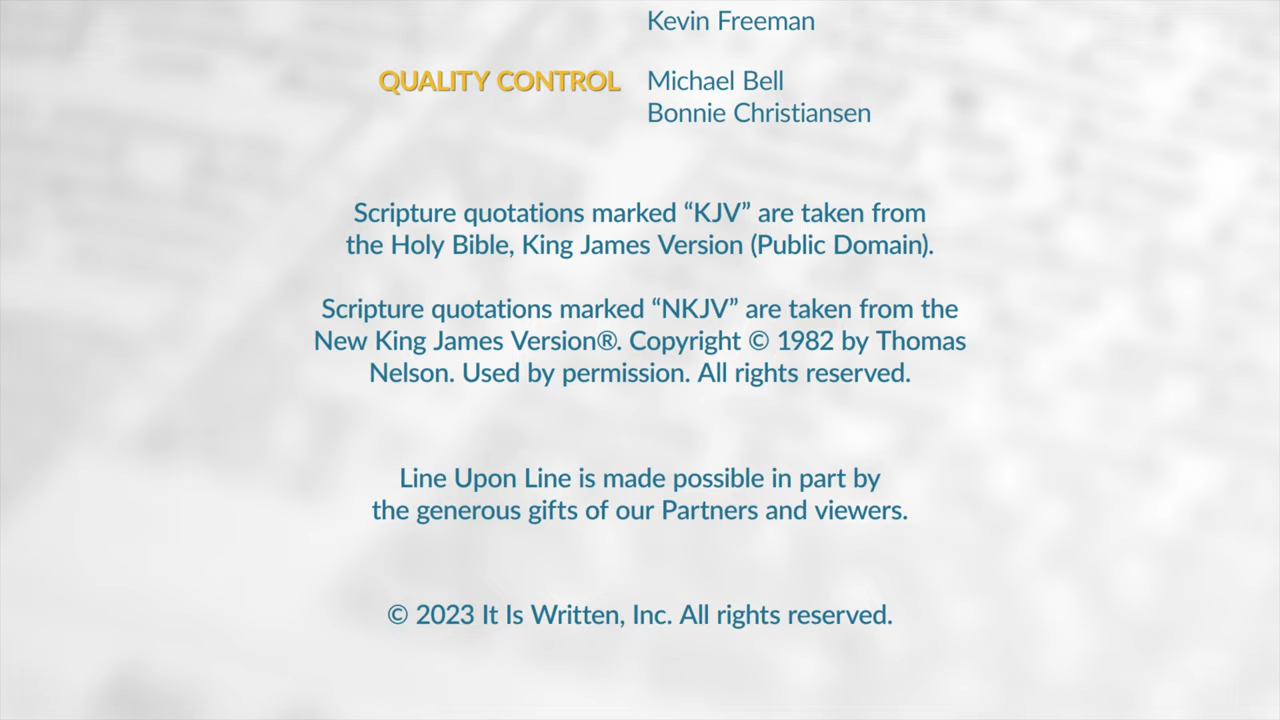 Kevin Freeman
QUALITY CONTROL Michael Bell
Bonnie Christiansen
Scripture quotations marked “KJV” are taken from
the Holy Bible, King James Version (Public Domain).
Scripture quotations marked “NKJV” are taken from the
New King James Version®. Copyright © 1982 by Thomas
Nelson. Used by permission. All rights reserved.
Line Upon Line is made possible in part by
the generous gifts of our Partners and viewers.
© 2023 It Is Written, Inc. All rights reserved.